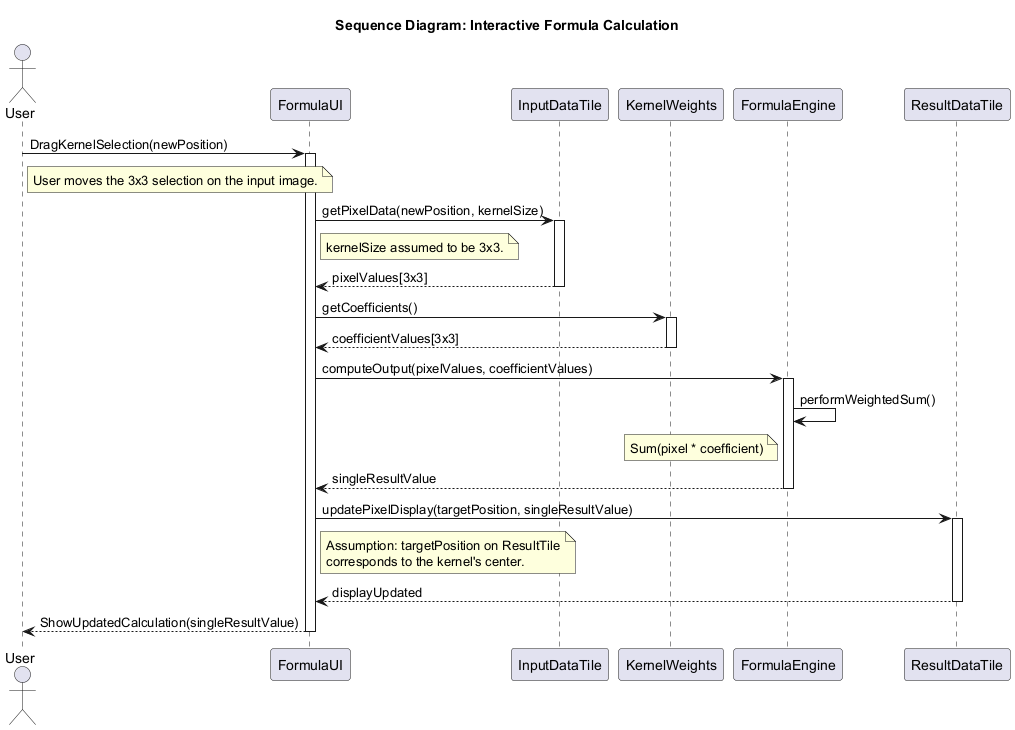 Sequence Diagram: Interactive Formula Calculation
User
FormulaUI
InputDataTile
KernelWeights
FormulaEngine
ResultDataTile
DragKernelSelection(newPosition)
User moves the 3x3 selection on the input image.
getPixelData(newPosition, kernelSize)
kernelSize assumed to be 3x3.
pixelValues[3x3]
getCoefficients()
coefficientValues[3x3]
computeOutput(pixelValues, coefficientValues)
performWeightedSum()
Sum(pixel * coefficient)
singleResultValue
updatePixelDisplay(targetPosition, singleResultValue)
Assumption: targetPosition on ResultTile
corresponds to the kernel's center.
displayUpdated
ShowUpdatedCalculation(singleResultValue)
User
FormulaUI
InputDataTile
KernelWeights
FormulaEngine
ResultDataTile